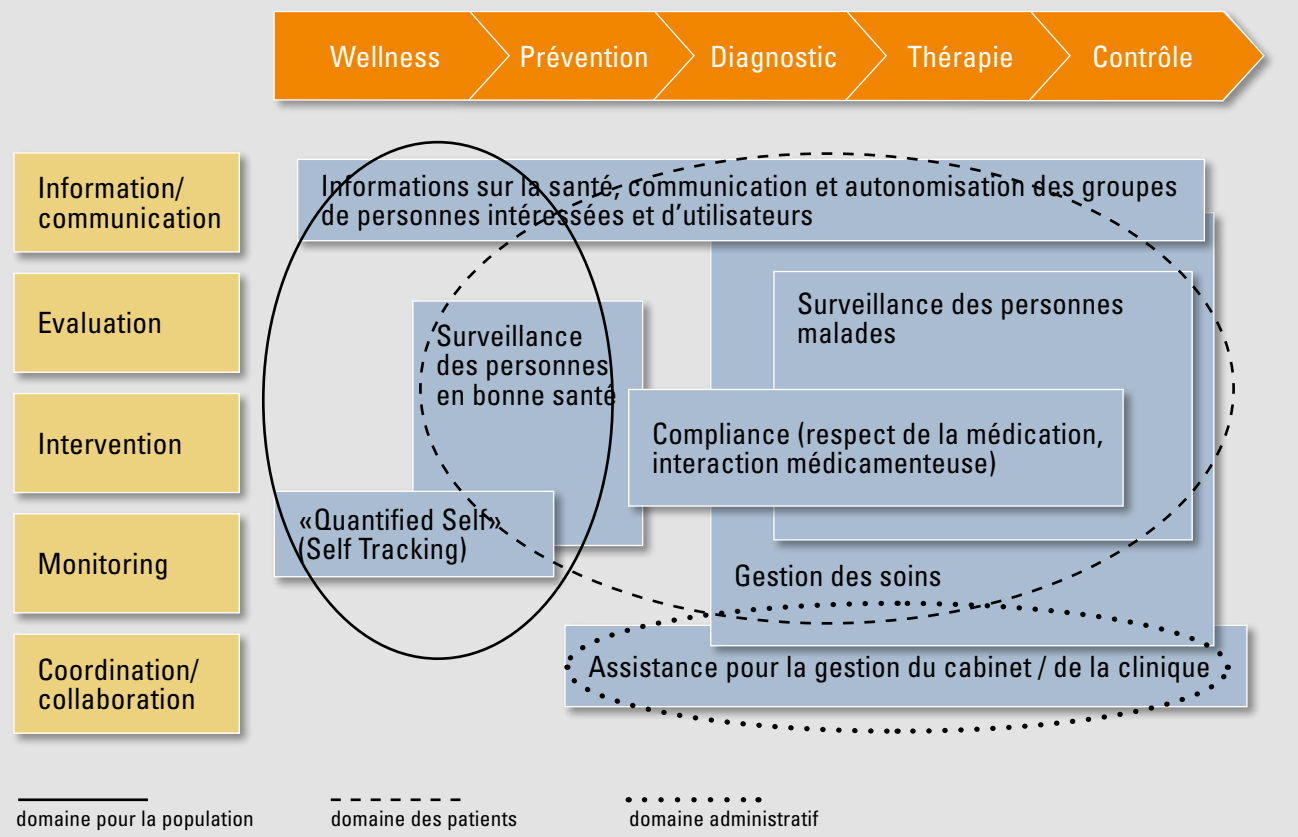 Wellness
Prévention
Diagnostic
Thérapie
Contrôle
Information/
communication
Informations sur la santé, communication et autonomisation des groupes
de personnes intéressées et d'utilisateurs
Evaluation
Surveillance
des personnes
en bonne santé
Surveillance des personnes
malades
Intervention
Compliance (respect de la médication,
interaction médicamenteuse)
Monitoring
«Quantified Self»
(Self Tracking)
Gestion des soins
Coordination/
collaboration
Assistance pour la gestion du cabinet / de la clinique
domaine pour la population
domaine des patients
domaine administratif